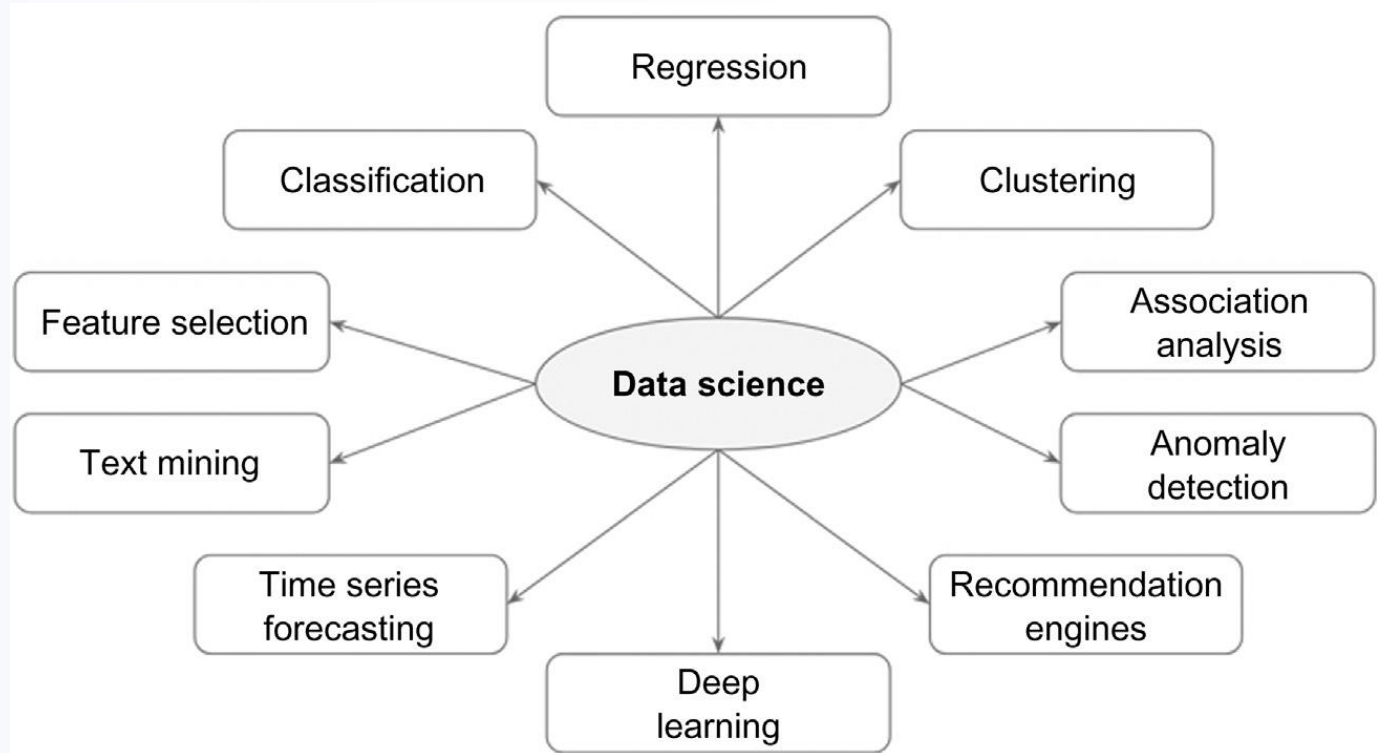 Regression
Classification
Clustering
Feature selection
Association
analysis
Data science
Text mining
Anomaly
detection
Time series
forecasting
Recommendation
engines
Deep
learning